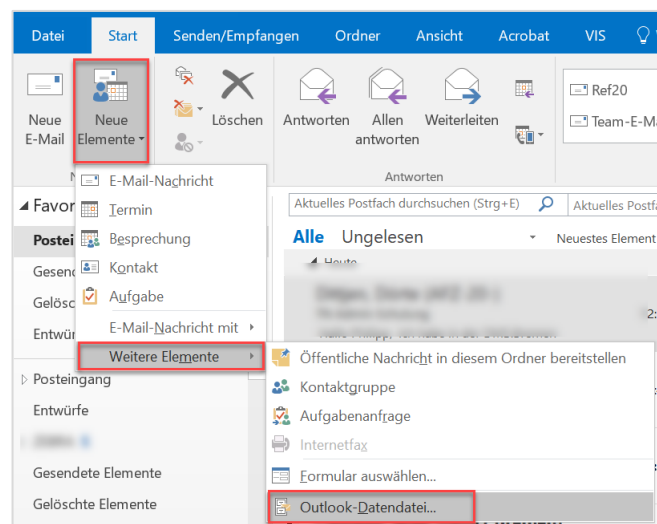 Datei Start Senden/Empfangen Ordner Ansicht Acrobat VIS
Neue E-Mail
Neue Elemente
Löschen
Antworten
Allen antworten
Weiterleiten
Ref20
Team-E-Ma
Antworten
E-Mail-Nachricht
Termin
Besprechung
Kontakt
Aufgabe
E-Mail-Nachricht mit
Weitere Elemente
Favor
Postei
Gesend
Gelösc
Entwür
Posteingang
Entwürfe
Gesendete Elemente
Gelöschte Elemente
Aktuelles Postfach durchsuchen (Strg+E) Aktuelles Postfa
Alle Ungelesen Neuestes Element
Heute
Öffentliche Nachricht in diesem Ordner bereitstellen
Kontaktgruppe
Aufgabenanfrage
Internetfax
Formular auswählen...
Outlook-Datendatei...